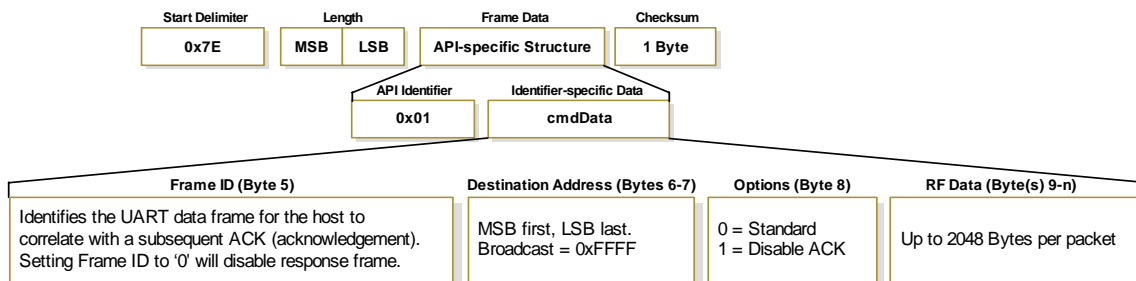 Start Delimiter
Length
Frame Data
Checksum
0x7E
MSB
LSB
API-specific Structure
1 Byte
API Identifier
Identifier-specific Data
0x01
cmdData
Frame ID (Byte 5)
Destination Address (Bytes 6-7)
Options (Byte 8)
RF Data (Byte(s) 9-n)
Identifies the UART data frame for the host to
correlate with a subsequent ACK (acknowledgement).
Setting Frame ID to ‘0' will disable response frame.
MSB first, LSB last.
Broadcast = 0xFFFF
0 = Standard
1 = Disable ACK
Up to 2048 Bytes per packet